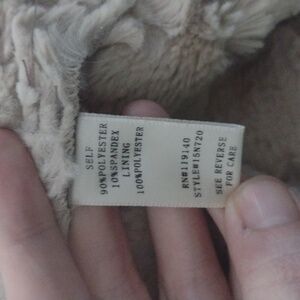 SELF
90%POLYESTER
10%SPANDEX
LINING
100%POLYESTER
RN#119140
STYLE#15N720
SEE REVERSE
FOR CARE